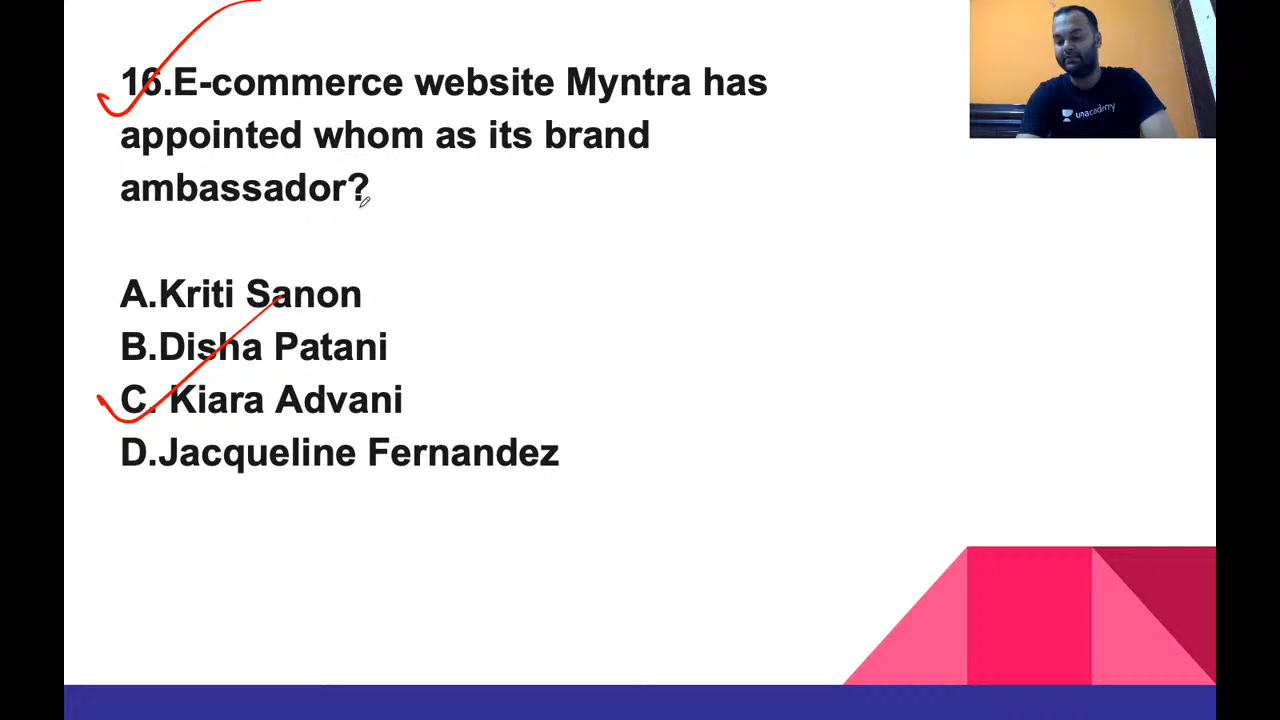 16.E-commerce website Myntra has
appointed whom as its brand
ambassador?
A.Kriti Sanon
B.Disha Patani
C. Kiara Advani
D.Jacqueline Fernandez
unacademy